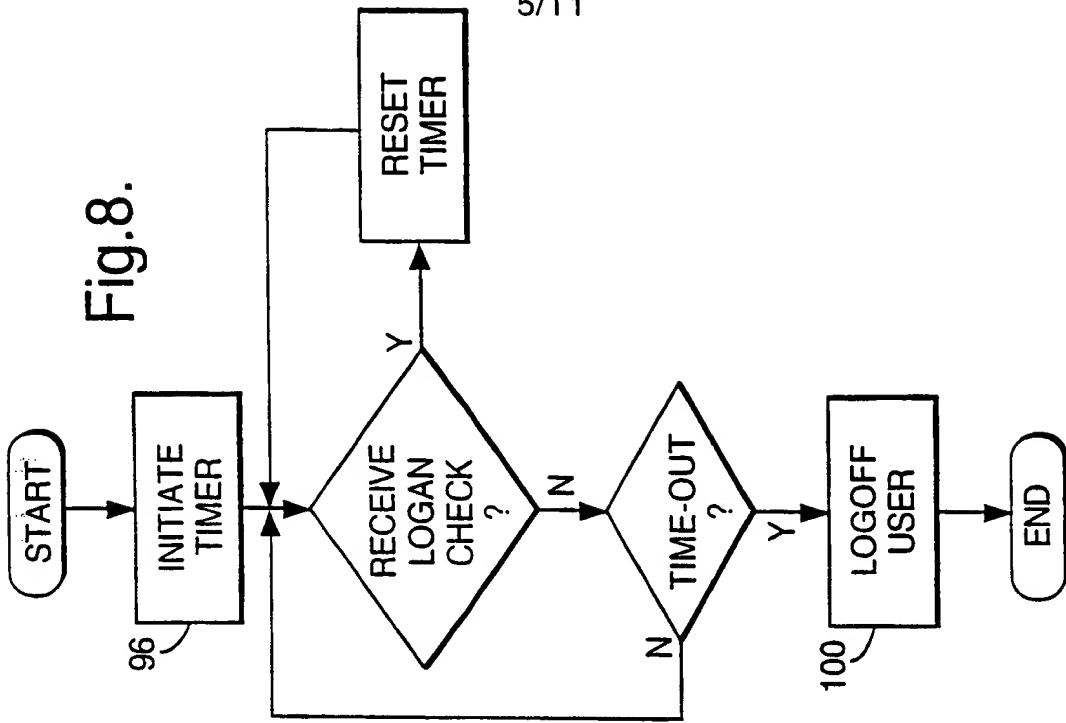 5/11
Fig.8.
START
INITIATE
TIMER
96
RECEIVE
LOGAN
CHECK
?
Y
RESET
TIMER
N
TIME-OUT
?
N
Y
LOGOFF
USER
100
END